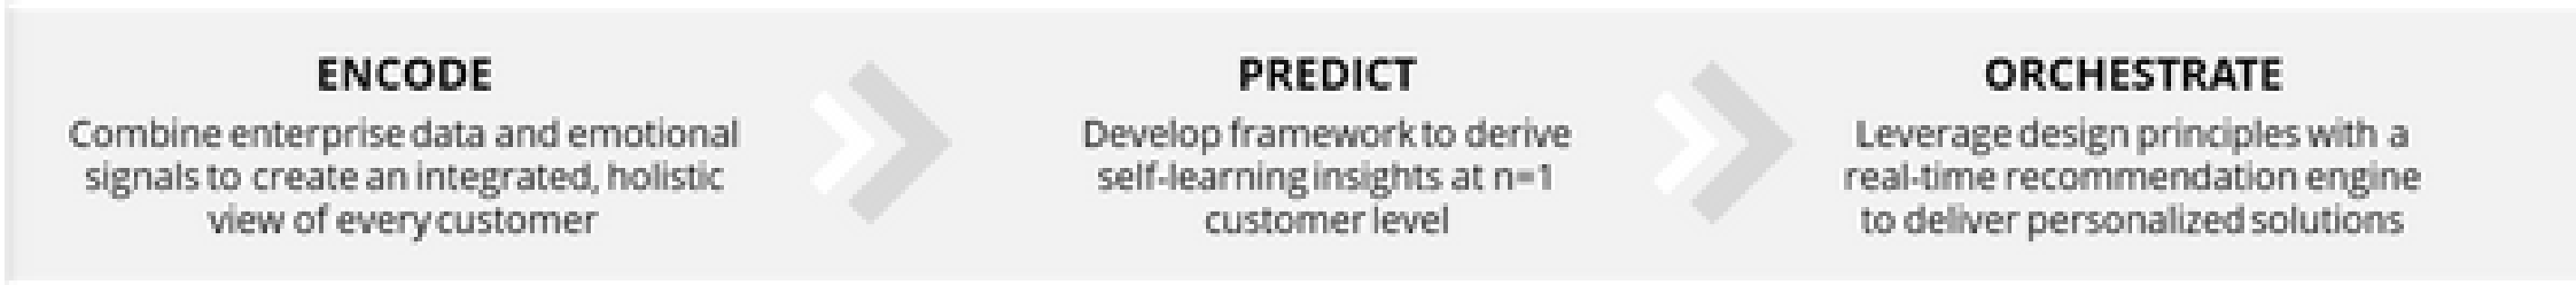 ENCODE
Combine enterprise data and emotional
signals to create an integrated, holistic
view of every customer
PREDICT
Develop framework to derive
self-learning insights at n=1
customer level
ORCHESTRATE
Leverage design principles with a
real-time recommendation engine
to deliver personalized solutions